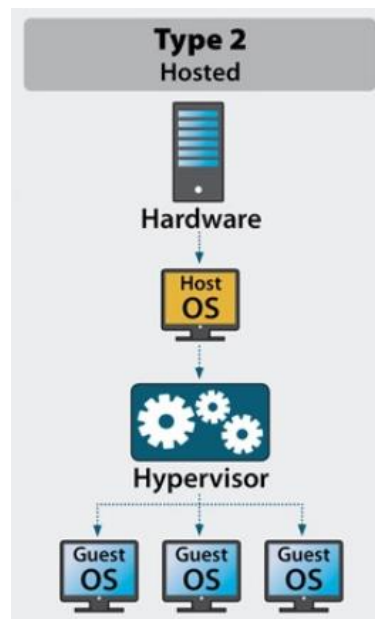 Type 2
Hosted
Hardware
Host
OS
Hypervisor
Guest
OS
Guest
OS
Guest
OS